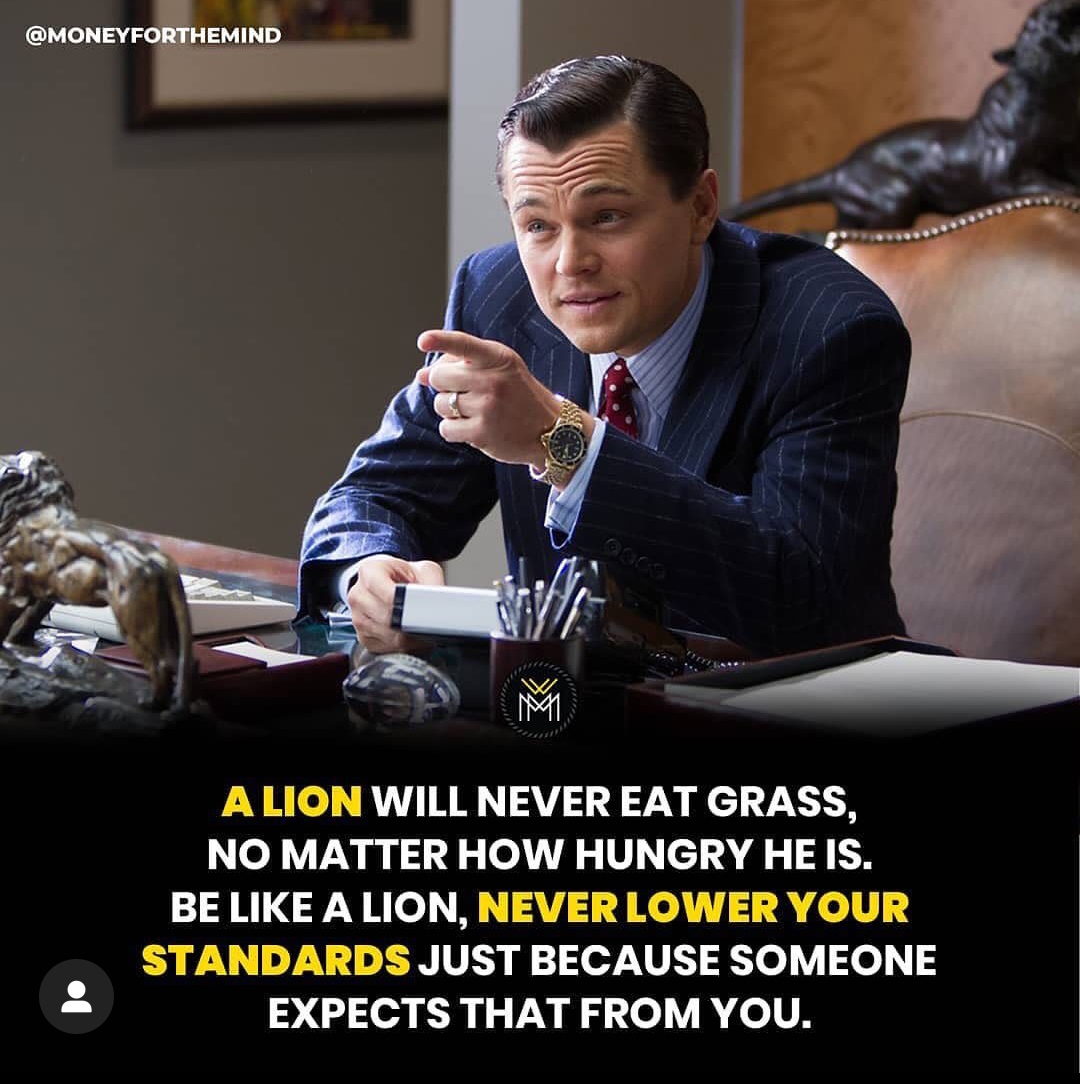 @MONEYFORTHEMIND
A LION WILL NEVER EAT GRASS,
NO MATTER HOW HUNGRY HE IS.
BE LIKE A LION, NEVER LOWER YOUR
STANDARDS JUST BECAUSE SOMEONE
EXPECTS THAT FROM YOU.